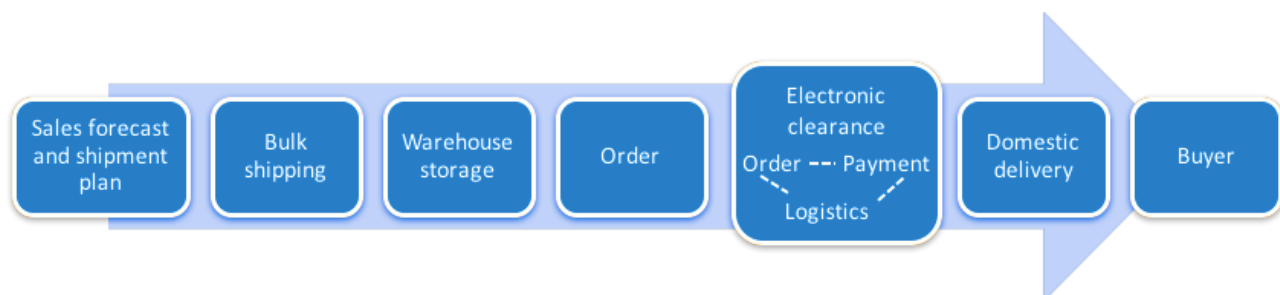 Sales forecast
and shipment
plan
Bulk
shipping
Warehouse
storage
Order
Electronic
clearance
Order
Payment
Logistics
Domestic
delivery
Buyer